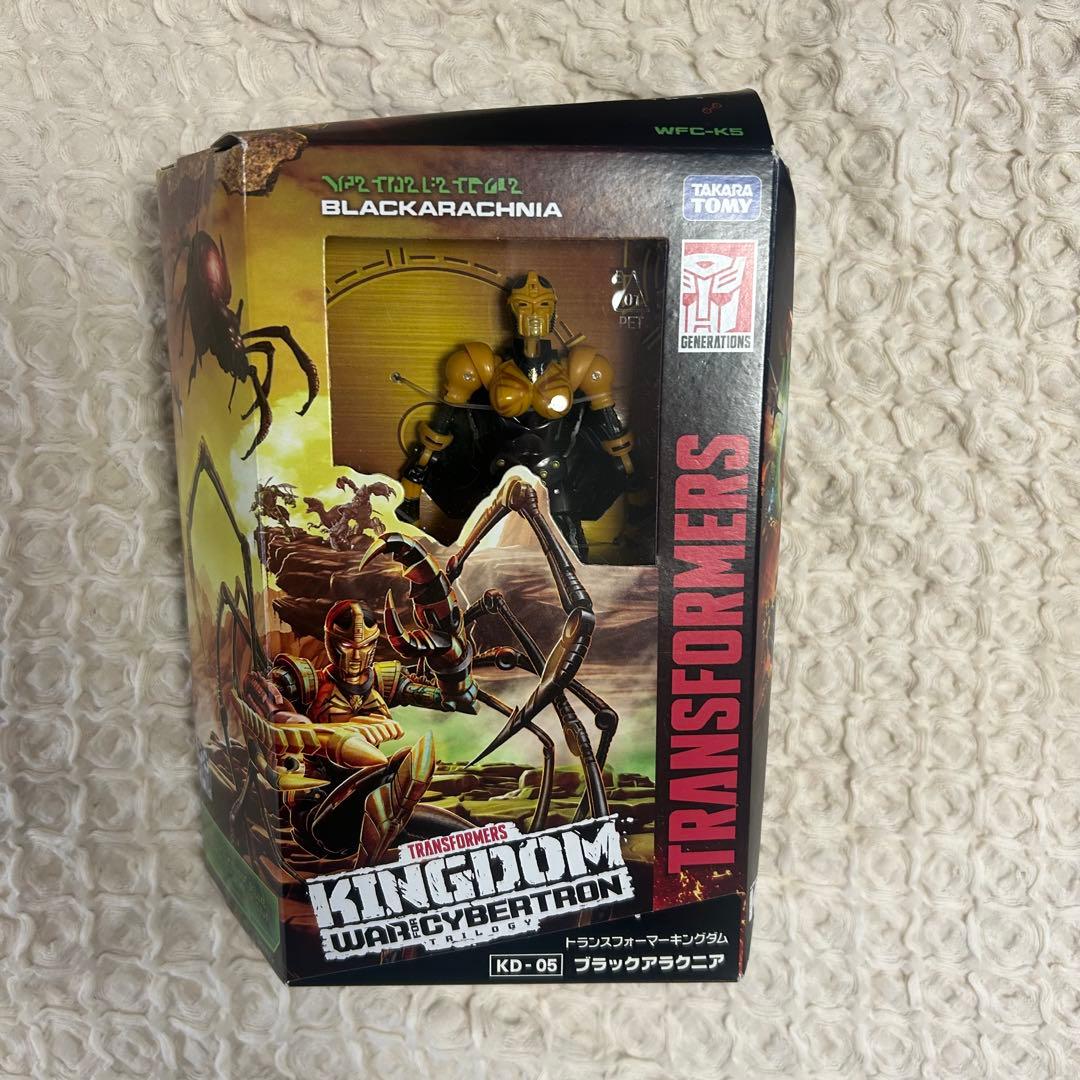 WFC-K5
BLACKARACHNIA
TAKARA
TOMY
GENERATIONS
01
PET
TRANSFORMERS
TRANSFORMERS
KINGDOM
WAR FOR CYBERTRON
TRILOGY
トランスフォーマーキングダム
KD-05 ブラックアラクニア